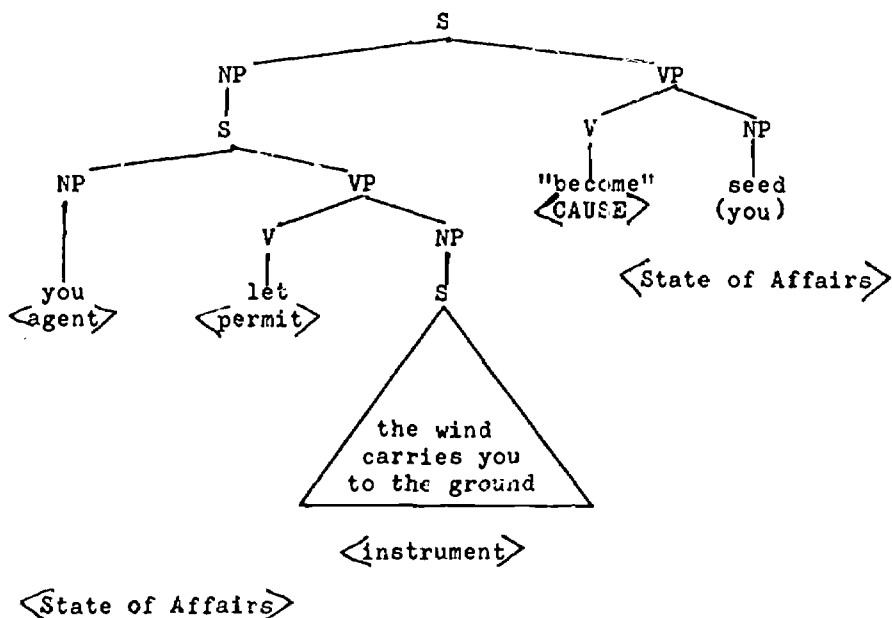 S
NP VP
S V NP
NP VP "become" seed
<CAUSE> (you)
V NP
<State of Affairs>
you let S
<agent> <permit>
the wind
carries you
to the ground
<instrument>
<State of Affairs>